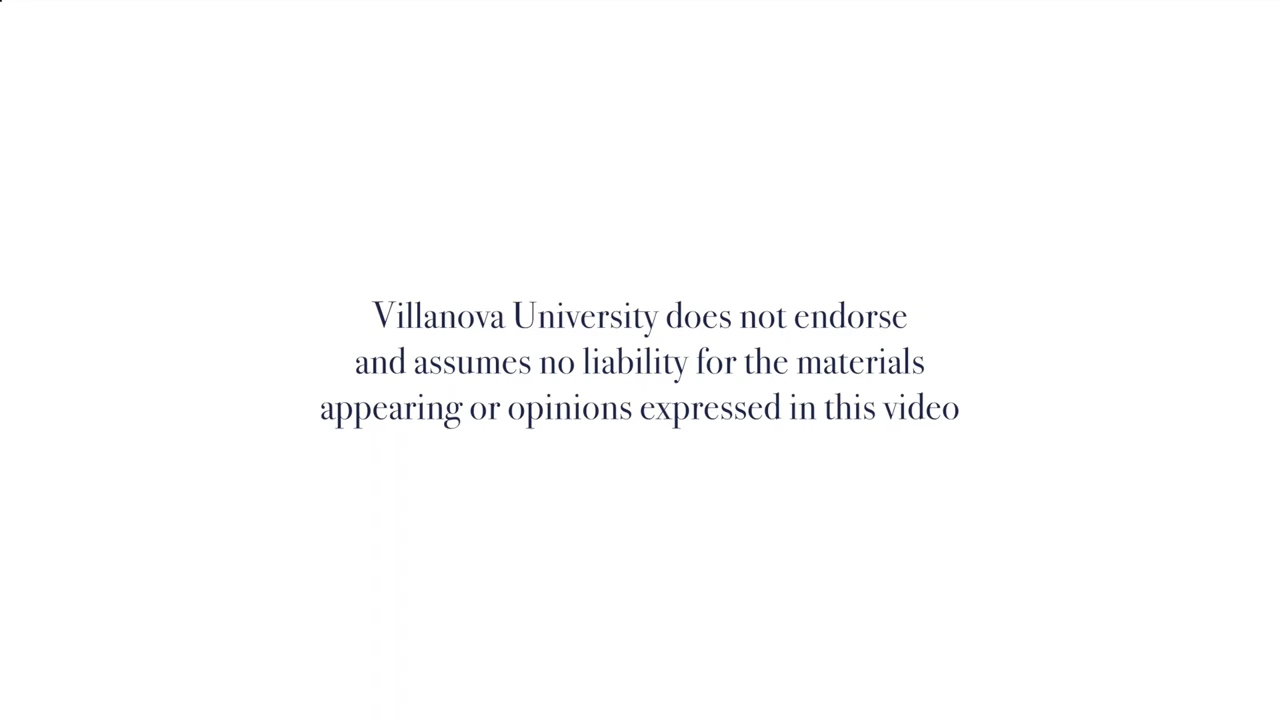 Villanova University does not endorse
and assumes no liability for the materials
appearing or opinions expressed in this video